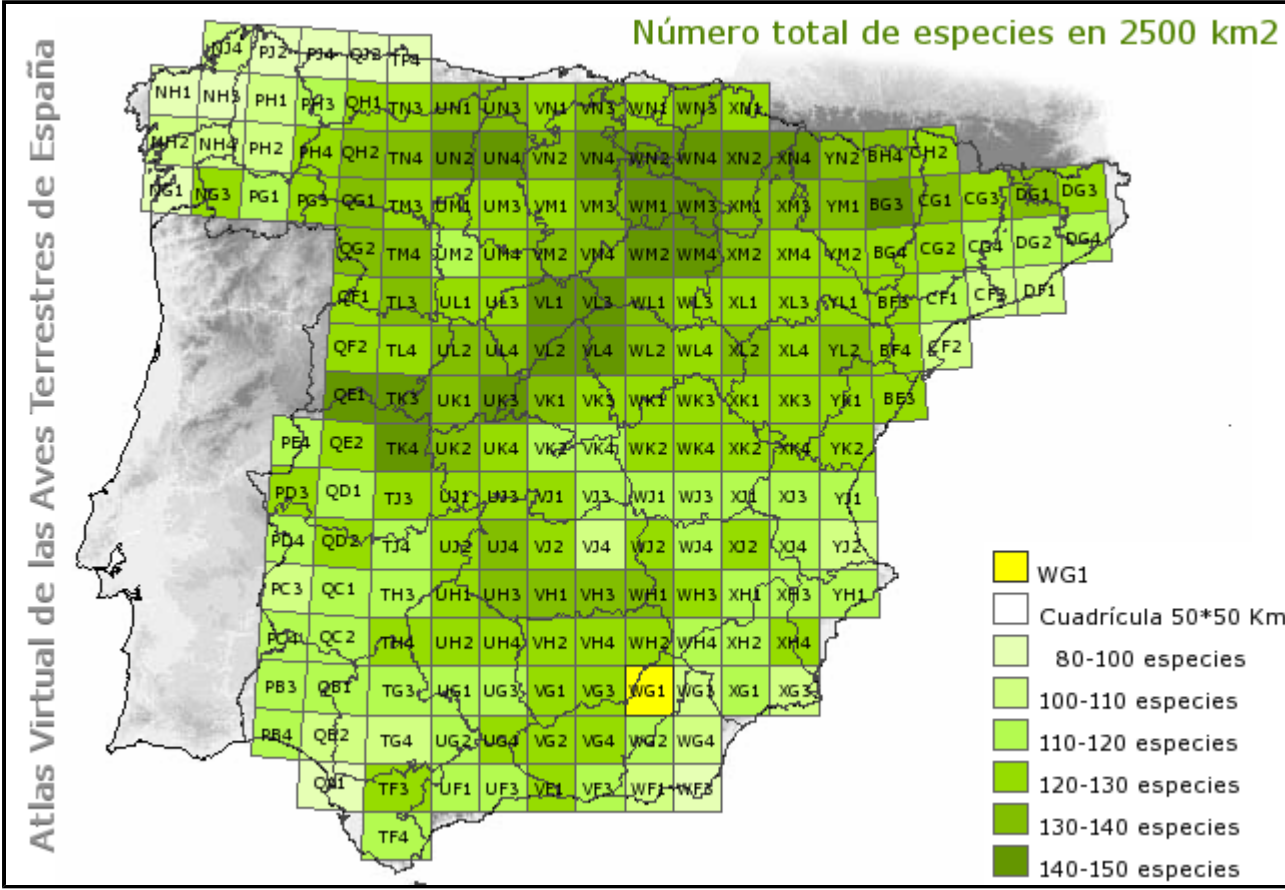 Número total de especies en 2500 km2
Atlas Virtual de las Aves Terrestres de España
NJ4 PJ2 PJ4 QJ2 TP4
NH1 NH3 PH1 PH3 QH1 TN3 UN1 UN3 VN1 VN3 WN1 WN3 XN1
NH2 NH4 PH2 PH4 QH2 TN4 UN2 UN4 VN2 VN4 WN2 WN4 XN2 XN4 YN2 BH4 CH2
NG1 NG3 PG1 PG3 QG1 TM3 UM1 UM3 VM1 VM3 WM1 WM3 XM1 XM3 YM1 BG3 CG1 CG3 DG1 DG3
QG2 TM4 UM2 UM4 VM2 VN4 WM2 WM4 XM2 XM4 YM2 BG4 CG2 CG4 DG2 DG4
QF1 TL3 UL1 UL3 VL1 VL3 WL1 WL3 XL1 XL3 YL1 BF3 CF1 CF3 DF1
QF2 TL4 UL2 UL4 VL2 VL4 WL2 WL4 XL2 XL4 YL2 BF4 CF2
QE1 TK3 UK1 UK3 VK1 VK3 WK1 WK3 XK1 XK3 YK1 BE3
PE4 QE2 TK4 UK2 UK4 VK2 VK4 WK2 WK4 XK2 XK4 YK2
PD3 QD1 TJ3 UJ1 UJ3 VJ1 VJ3 WJ1 WJ3 XJ1 XJ3 YJ1
PD4 QD2 TJ4 UJ2 UJ4 VJ2 VJ4 WJ2 WJ4 XJ2 XJ4 YJ2
PC3 QC1 TH3 UH1 UH3 VH1 VH3 WH1 WH3 XH1 XH3 YH1
PC4 QC2 TH4 UH2 UH4 VH2 VH4 WH2 WH4 XH2 XH4
PB3 QB1 TG3 UG1 UG3 VG1 VG3 WG1 WG3 XG1 XG3
PB4 QB2 TG4 UG2 UG4 VG2 VG4 WG2 WG4
QA1 TF3 UF1 UF3 VF1 VF3 WF1 WF3
TF4
WG1
Cuadrícula 50*50 Km
80-100 especies
100-110 especies
110-120 especies
120-130 especies
130-140 especies
140-150 especies